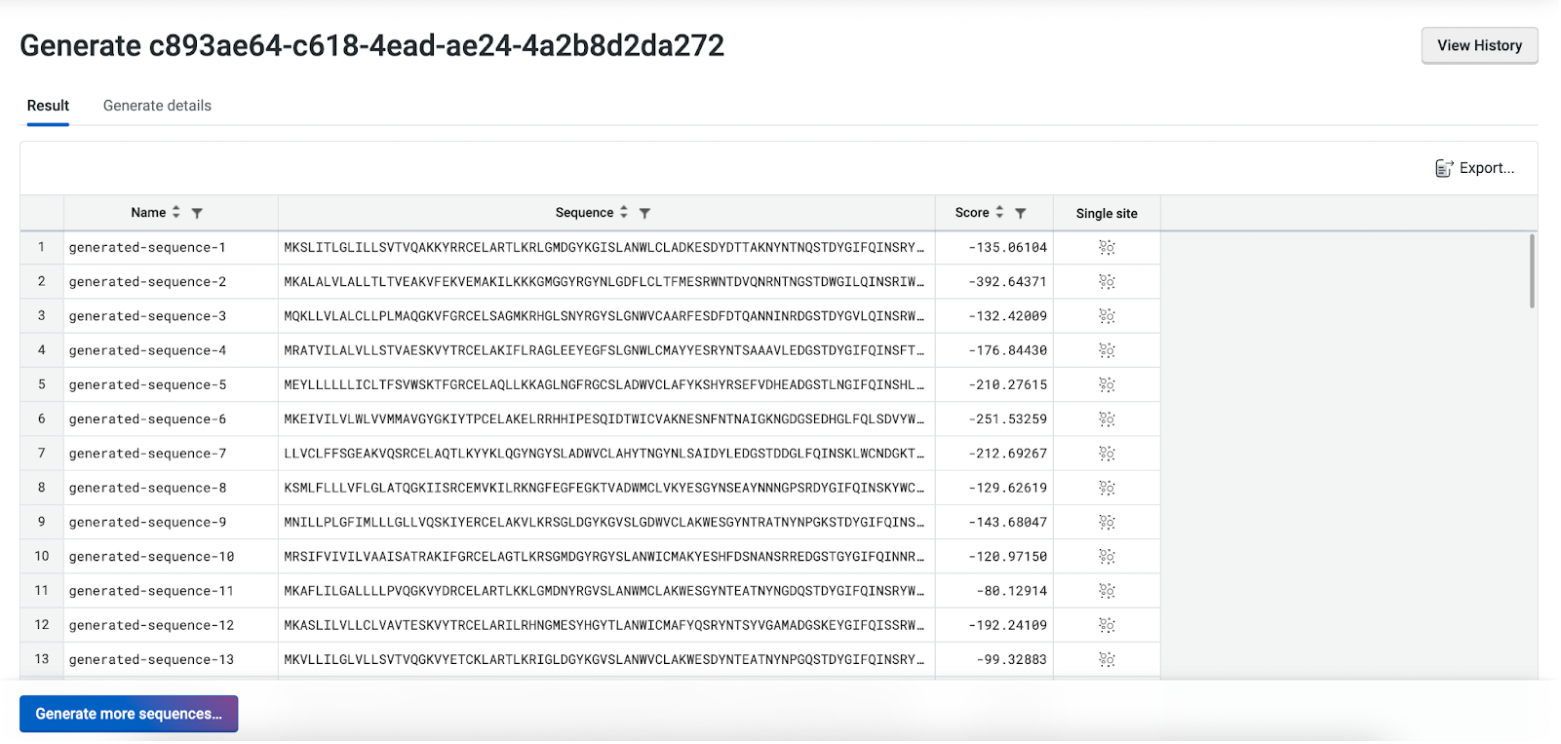 Generate c893ae64-c618-4ead-ae24-4a2b8d2da272
View History
Result Generate details
Export...
Name Sequence Score Single site
1 generated-sequence-1 MKSLITLGLILLSVTVQAKKYRRCELARTLKRLGMDGYKGISLANWLCLADKESDYDTTAKNYNTNQSTDYGIFQINSRY… -135.06104
2 generated-sequence-2 MKALALVLALLTLTVEAKVFEKVEMAKILKKKGMGGYRGYNLGDFLCLTFMESRWNTDVQNRNTNGSTDWGILQINSRIW… -392.64371
3 generated-sequence-3 MQKLLVLALCLLPLMAQGKVFGRCELSAGMKRHGLSNYRGYSLGNWVCAARFESDFDTQANNINRDGSTDYGVLQINSRW… -132.42009
4 generated-sequence-4 MRATVILALVLLSTVAESKVYTRCELAKIFLRAGLEEYEGFSLGNWLCMAYYESRYNTSAAAVLEDGSTDYGIFQINSFT… -176.84430
5 generated-sequence-5 MEYLLLLLLICLTFSVWSKTFGRCELAQLLKKAGLNGFRGCSLADWVCLAFYKSHYRSEFVDHEADGSTLNGIFQINSHL… -210.27615
6 generated-sequence-6 MKEIVILVLWLVVMMAVGYGKIYTPCELAKELRRHHIPESQIDTWICVAKNESNFNTNAIGKNGDGSEDHGLFQLSDVYW… -251.53259
7 generated-sequence-7 LLVCLFFSGEAKVQSRCELAQTLKYYKLQGYNGYSLADWVCLAHYTNGYNLSAIDYLEDGSTDDGLFQINSKLWCNDGKT… -212.69267
8 generated-sequence-8 KSMLFLLLVFLGLATQGKIISRCEMVKILRKNGFEGFEGKTVADWMCLVKYESGYNSEAYNNNGPSRDYGIFQINSKYWC… -129.62619
9 generated-sequence-9 MNILLPLGFIMLLLGLLVQSKIYERCELAKVLKRSGLDGYKGVSLGDWVCLAKWESGYNTRATNYNPGKSTDYGIFQINS… -143.68047
10 generated-sequence-10 MRSIFVIVILVAAISATRAKIFGRCELAGTLKRSGMDGYRGYSLANWICMAKYESHFDSNANSRREDGSTGYGIFQINNR… -120.97150
11 generated-sequence-11 MKAFLILGALLLLPVQGKVYDRCELARTLKKLGMDNYRGVSLANWMCLAKWESGYNTEATNYNGDQSTDYGIFQINSRYW… -80.12914
12 generated-sequence-12 MKASLILVLLCLVAVTESKVYTRCELARILRHNGMESYHGYTLANWICMAFYQSRYNTSYVGAMADGSKEYGIFQISSRW… -192.24109
13 generated-sequence-13 MKVLLILGLVLLSVTVQGKVYETCKLARTLKRIGLDGYKGVSLANWVCLAKWESDYNTEATNYNPGQSTDYGIFQINSRY… -99.32883
Generate more sequences...